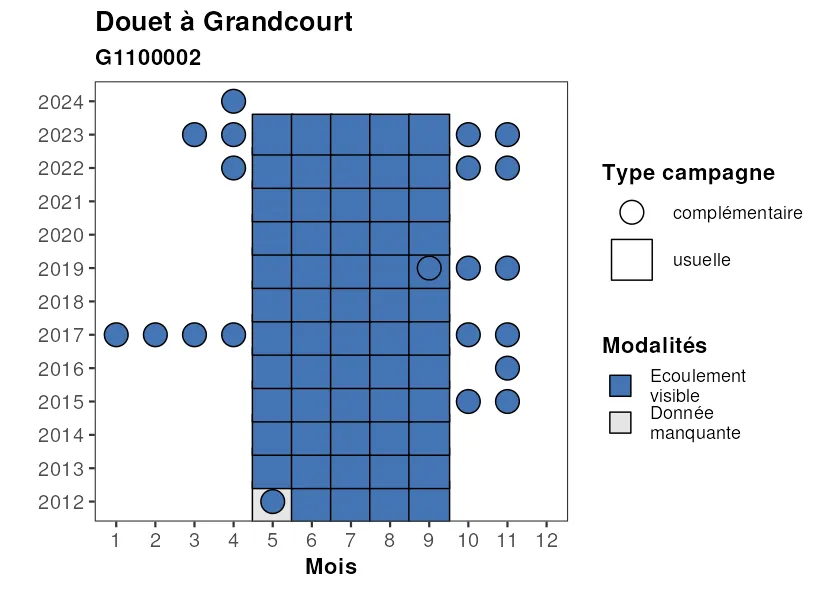 Douet à Grandcourt
G1100002
2024
2023
2022
2021
2020
2019
2018
2017
2016
2015
2014
2013
2012
1 2 3 4 5 6 7 8 9 10 11 12
Mois
Type campagne
complémentaire
usuelle
Modalités
Ecoulement
visible
Donnée
manquante